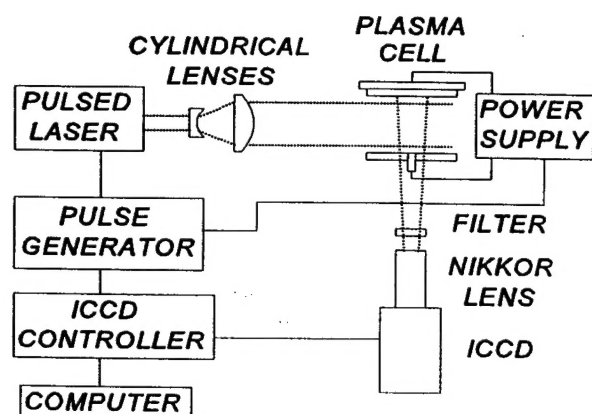 PLASMA
CELL
CYLINDRICAL
LENSES
PULSED
LASER
POWER
SUPPLY
PULSE
GENERATOR
FILTER
NIKKOR
LENS
ICCD
CONTROLLER
ICCD
COMPUTER